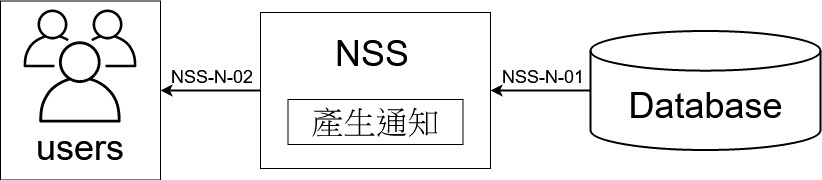 users
NSS-N-02
NSS
產生通知
NSS-N-01
Database